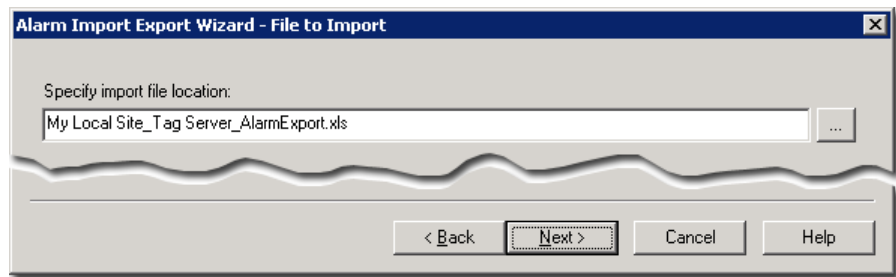 Alarm Import Export Wizard - File to Import
Specify import file location:
My Local Site_Tag Server_AlarmExport.xls
...
< Back Next > Cancel Help